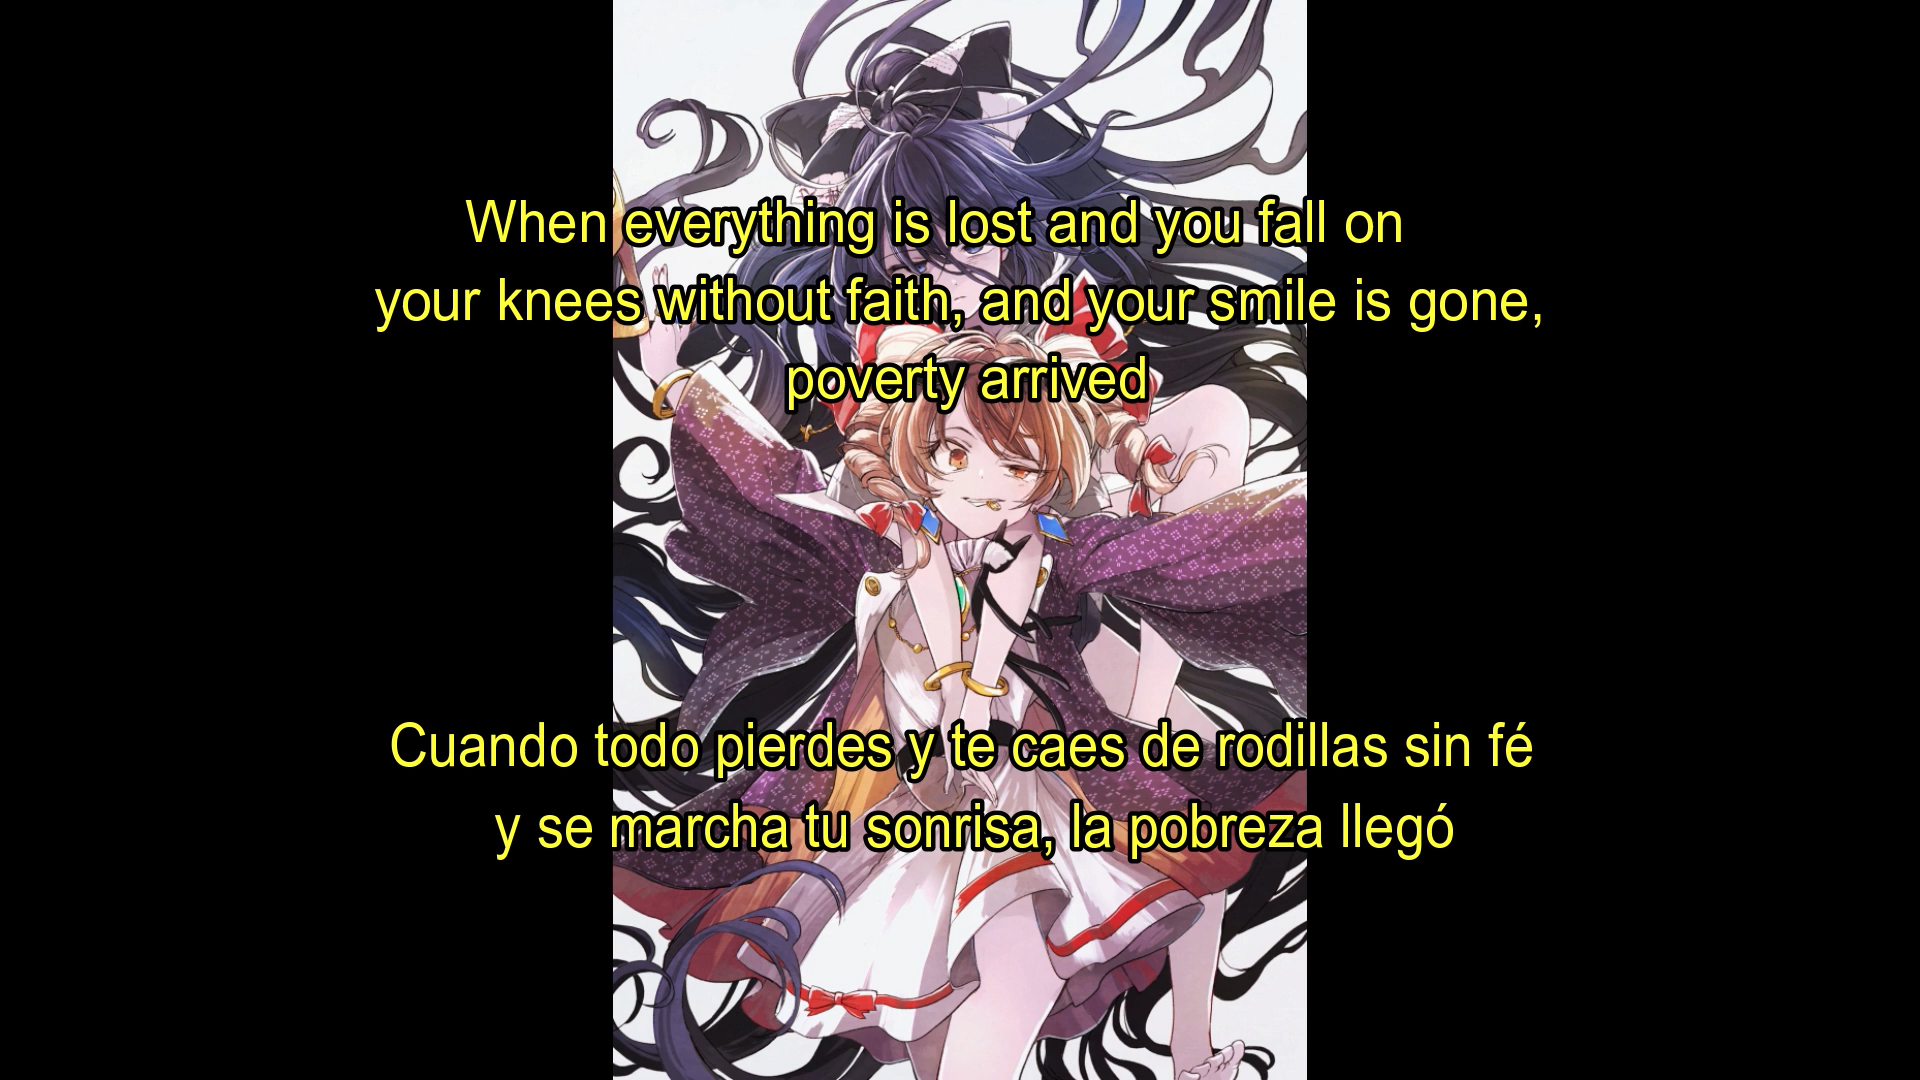 When everything is lost and you fall on
your knees without faith, and your smile is gone,
poverty arrived
Cuando todo pierdes y te caes de rodillas sin fé
y se marcha tu sonrisa, la pobreza llegó